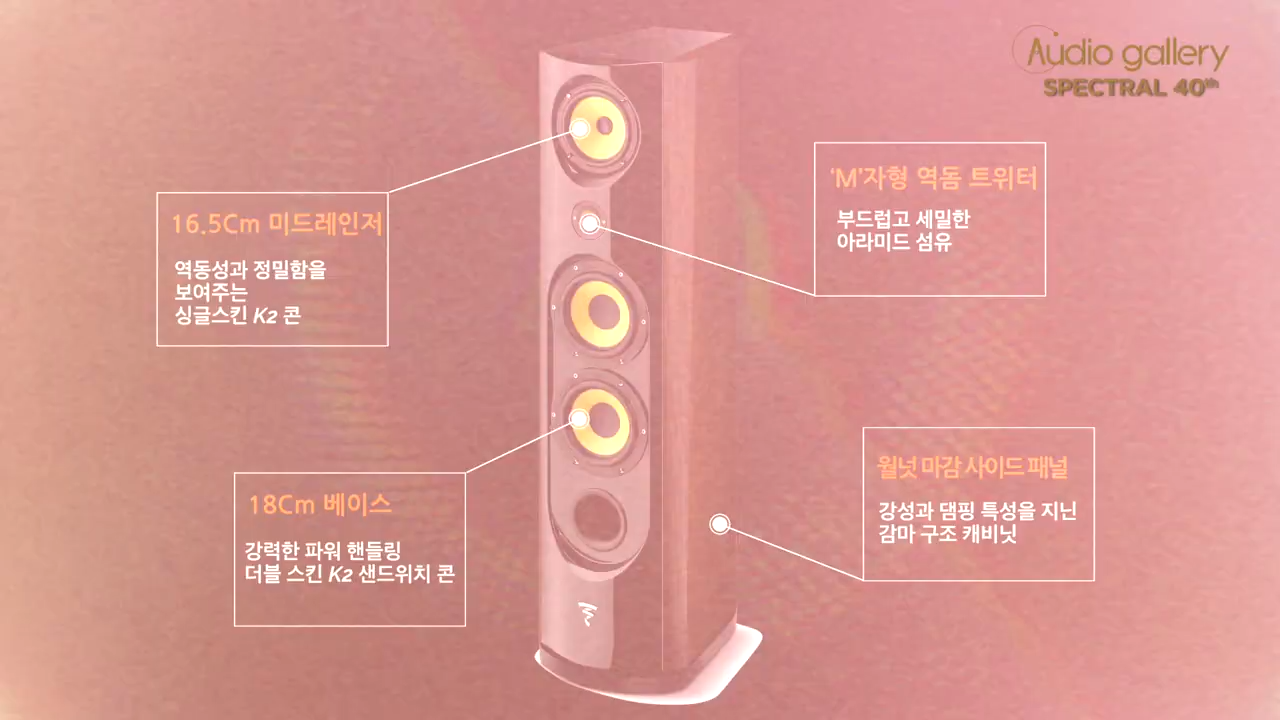 Audio gallery
SPECTRAL 40th
'M'자형 역돔 트위터
부드럽고 세밀한
아라미드 섬유
16.5Cm 미드레인저
역동성과 정밀함을
보여주는
싱글스킨 K2 콘
월넛 마감 사이드 패널
강성과 댐핑 특성을 지닌
감마 구조 캐비닛
18Cm 베이스
강력한 파워 핸들링
더블 스킨 K2 샌드위치 콘